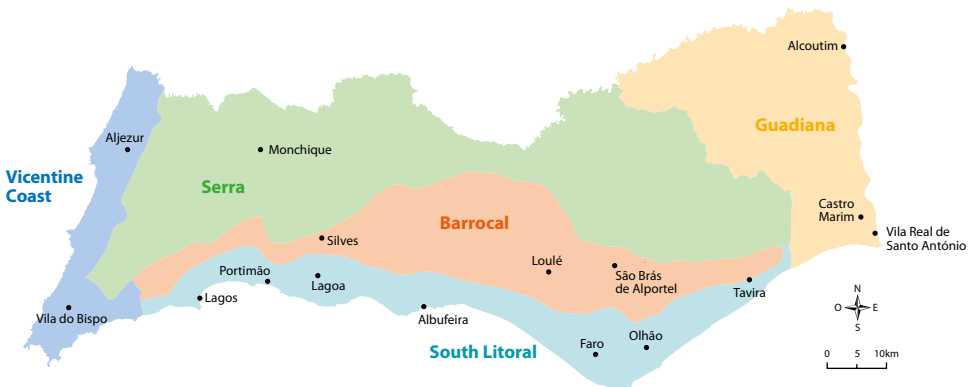 Alcoutim
Guadiana
Aljezur
Monchique
Vicentine
Coast
Serra
Castro
Marim
Barrocal
Vila Real de
Santo António
Silves
Loulé
São Brás
de Alportel
Portimão
Lagoa
Tavira
Lagos
N
O
E
S
Vila do Bispo
Albufeira
Olhão
Faro
South Litoral
0 5 10km